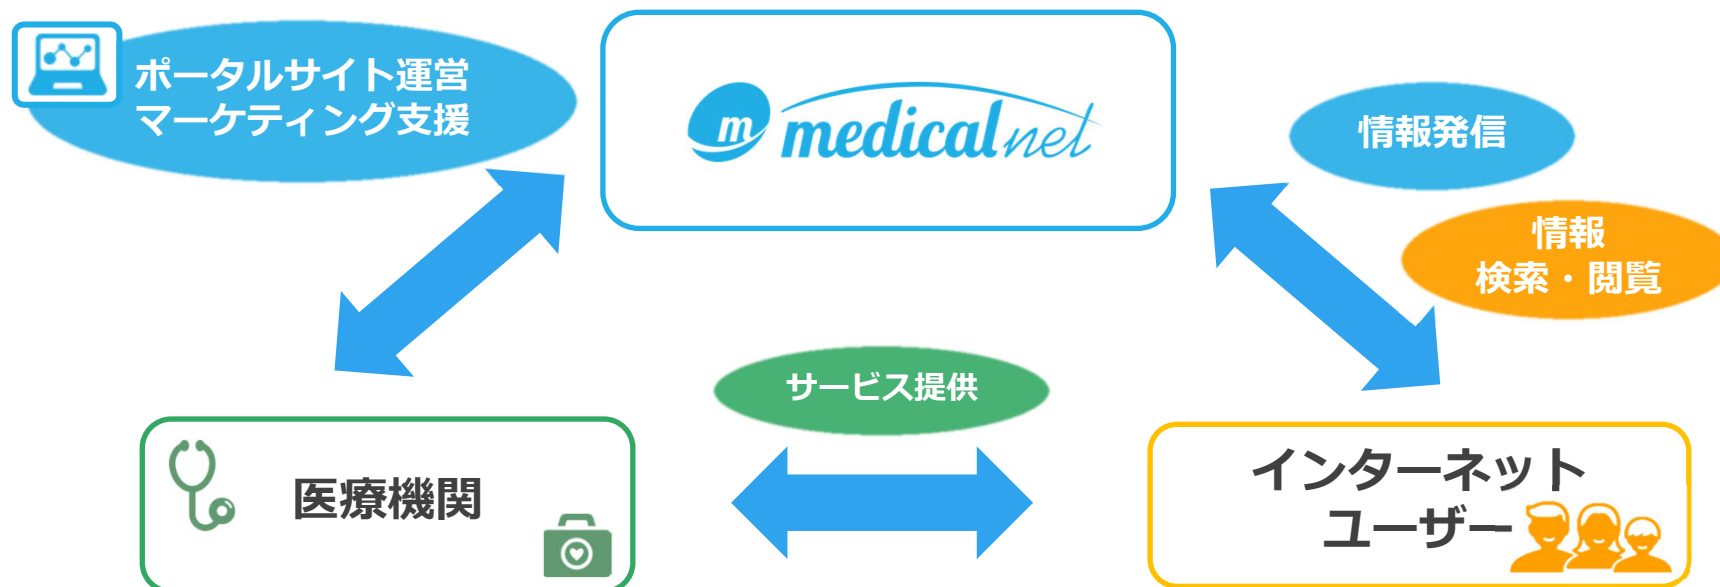 ポータルサイト運営
マーケティング支援
m medicalnet
情報発信
情報
検索・閲覧
サービス提供
医療機関
インターネット
ユーザー